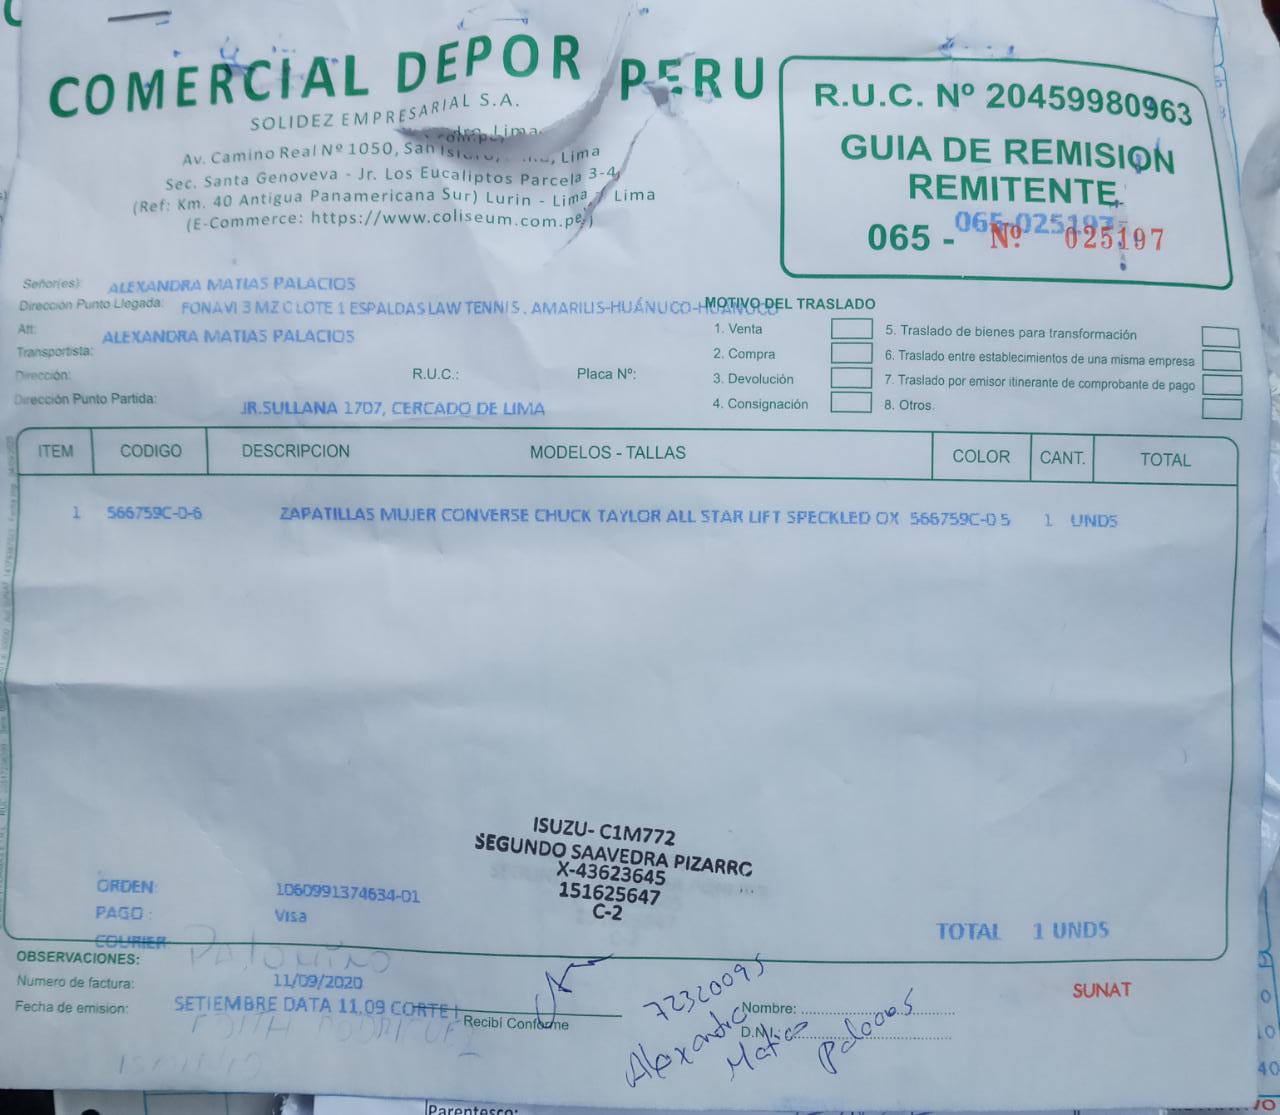 COMERCIAL DEPOR PERU
SOLIDEZ EMPRESARIAL S.A.
Lima
Av. Camino Real Nº 1050, San Lima
Sec. Santa Genoveva - Jr. Los Eucaliptos Parcela 3-4,
(Ref: Km. 40 Antigua Panamericana Sur) Lurin - Lima, / Lima
(E-Commerce: https://www.coliseum.com.pe/)
R.U.C. Nº 20459980963
GUIA DE REMISION
REMITENTE
065-025197
065 - Nº 025197
Señor(es): ALEXANDRA MATIAS PALACIOS
Dirección Punto Llegada: FONAVI 3 MZ C LOTE 1 ESPALDAS LAW TENNIS. AMARILIS-HUÁNUCO-HUANUCO
Att: ALEXANDRA MATIAS PALACIOS
Transportista:
Dirección: R.U.C.: Placa Nº:
Dirección Punto Partida: JR.SULLANA 1707, CERCADO DE LIMA
MOTIVO DEL TRASLADO
1. Venta
2. Compra
3. Devolución
4. Consignación
5. Traslado de bienes para transformación
6. Traslado entre establecimientos de una misma empresa
7. Traslado por emisor itinerante de comprobante de pago
8. Otros.
ITEM CODIGO DESCRIPCION MODELOS - TALLAS COLOR CANT. TOTAL
1 566759C-0-6 ZAPATILLAS MUJER CONVERSE CHUCK TAYLOR ALL STAR LIFT SPECKLED OX 566759C-0 5 1 UNDS
ISUZU- C1M772
SEGUNDO SAAVEDRA PIZARRO
X-43623645
151625647
C-2
ORDEN: 1060991374634-01
PAGO : Visa
COURIER:
TOTAL 1 UNDS
OBSERVACIONES:
PALOMINO
Numero de factura: 11/09/2020
Fecha de emision: SETIEMBRE DATA 11.09 CORTE I
Recibí Conforme
72320095
Alexandra
Matias
Palacios
Nombre:
D.N.I.
SUNAT
Parentesco: